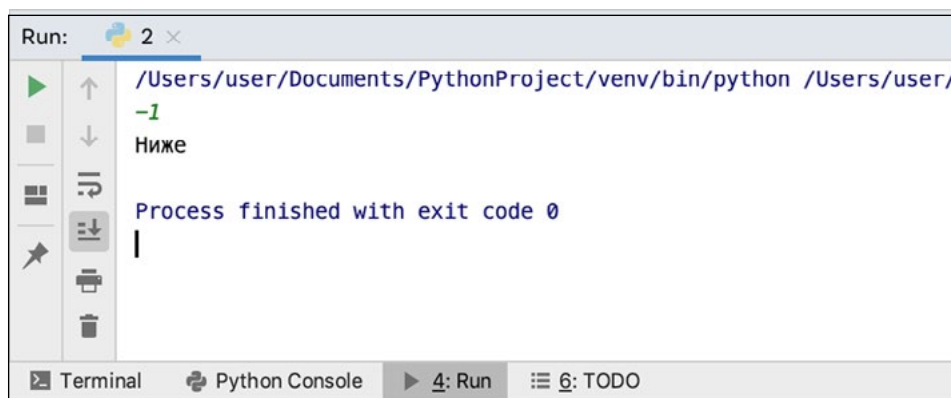 Run: 2
/Users/user/Documents/PythonProject/venv/bin/python /Users/user/
-1
Ниже
Process finished with exit code 0
Terminal Python Console 4: Run 6: TODO